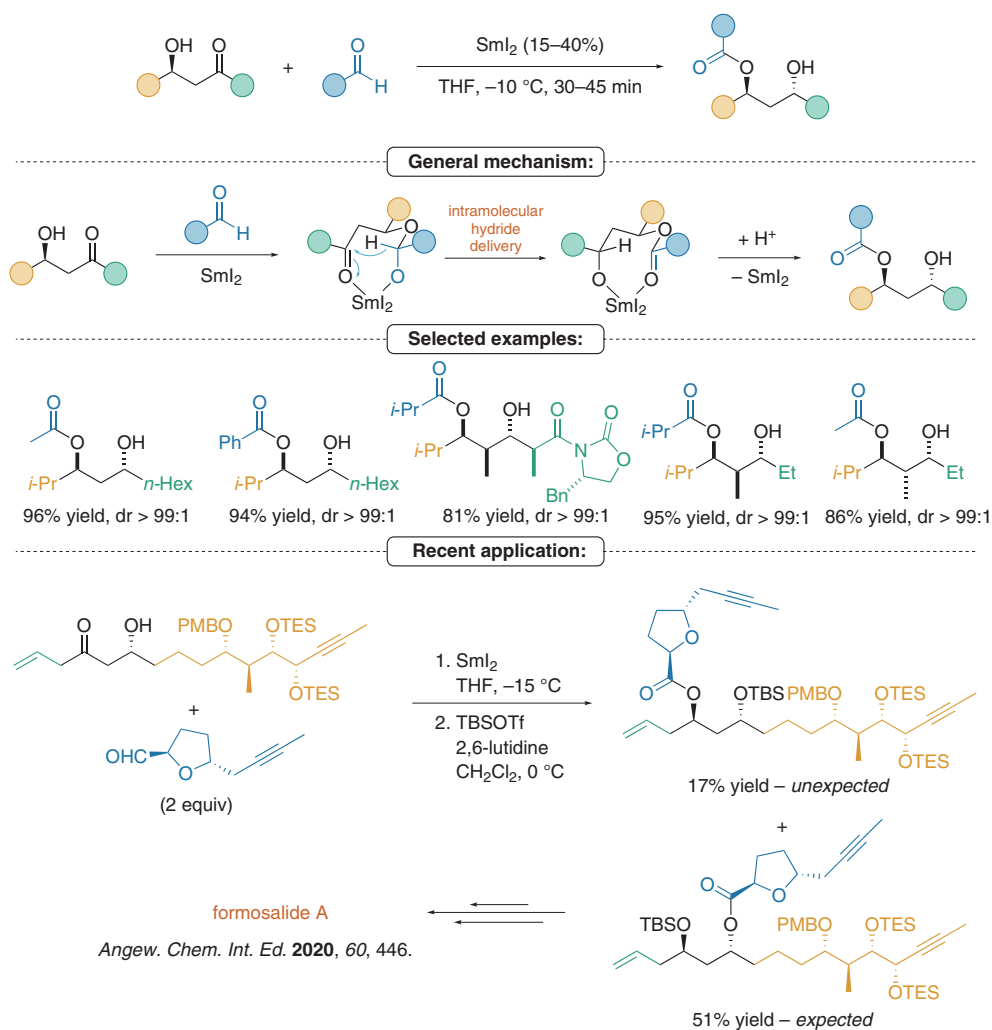 OH O
+
O
H
SmI2 (15–40%)
THF, –10 °C, 30–45 min
O O OH
General mechanism:
OH O
O
H
SmI2
H O
O O
SmI2
intramolecular
hydride
delivery
H O
O O
SmI2
+ H+
– SmI2
O O OH
Selected examples:
O
O OH
i-Pr n-Hex
96% yield, dr > 99:1
O
Ph O OH
i-Pr n-Hex
94% yield, dr > 99:1
O
i-Pr O OH O O
i-Pr N O
Bn
81% yield, dr > 99:1
O
i-Pr O OH
i-Pr Et
95% yield, dr > 99:1
O
O OH
i-Pr Et
86% yield, dr > 99:1
Recent application:
O OH PMBO OTES
OTES
+
OHC O
(2 equiv)
1. SmI2
THF, –15 °C
2. TBSOTf
2,6-lutidine
CH2Cl2, 0 °C
O
O O OTBS PMBO OTES
OTES
17% yield – unexpected
+
O O
TBSO O PMBO OTES
OTES
51% yield – expected
formosalide A
Angew. Chem. Int. Ed. 2020, 60, 446.